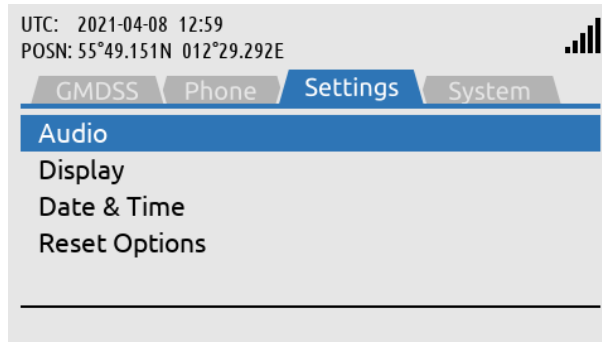 UTC: 2021-04-08 12:59
POSN: 55°49.151N 012°29.292E
GMDSS Phone Settings System
Audio
Display
Date & Time
Reset Options